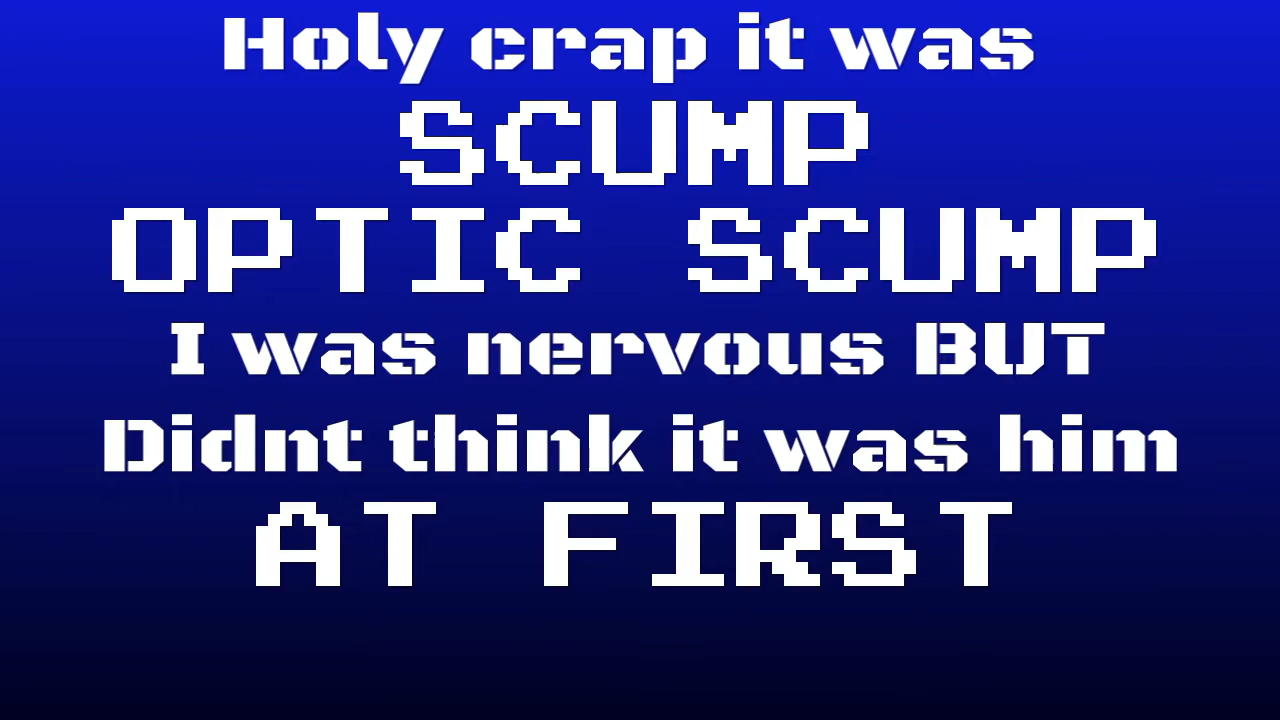 Holy crap it was
SCUMP
OPTIC SCUMP
I was nervous BUT
Didnt think it was him
AT FIRST